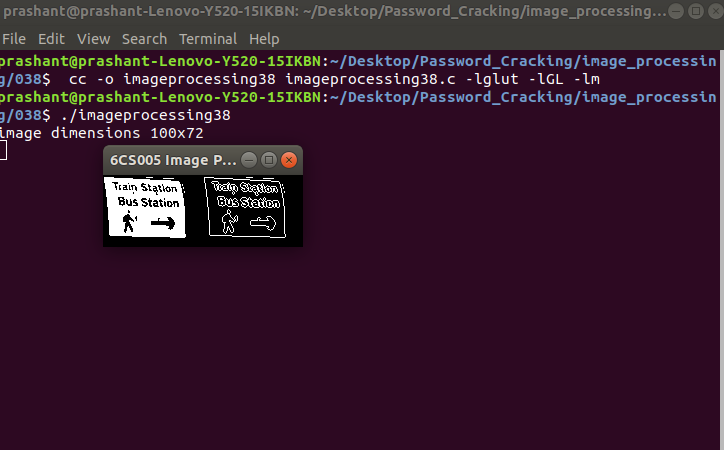 prashant@prashant-Lenovo-Y520-15IKBN: ~/Desktop/Password_Cracking/image_processing...
File Edit View Search Terminal Help
prashant@prashant-Lenovo-Y520-15IKBN:~/Desktop/Password_Cracking/image_processin
g/038$  cc -o imageprocessing38 imageprocessing38.c -lglut -lGL -lm
prashant@prashant-Lenovo-Y520-15IKBN:~/Desktop/Password_Cracking/image_processin
g/038$ ./imageprocessing38
image dimensions 100x72
6CS005 Image P...
Train Station
Bus Station
Train Station
Bus Station